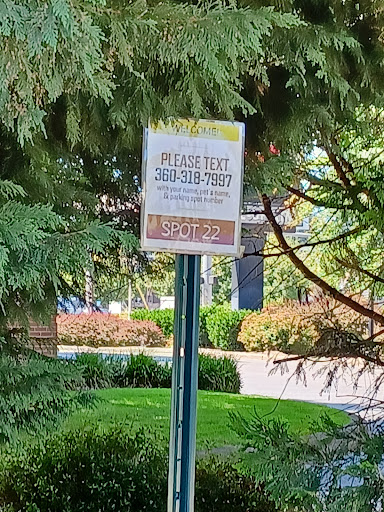 WELCOME!
PLEASE TEXT
360-318-7997
with your name, pet's name,
& parking spot number
SPOT 22